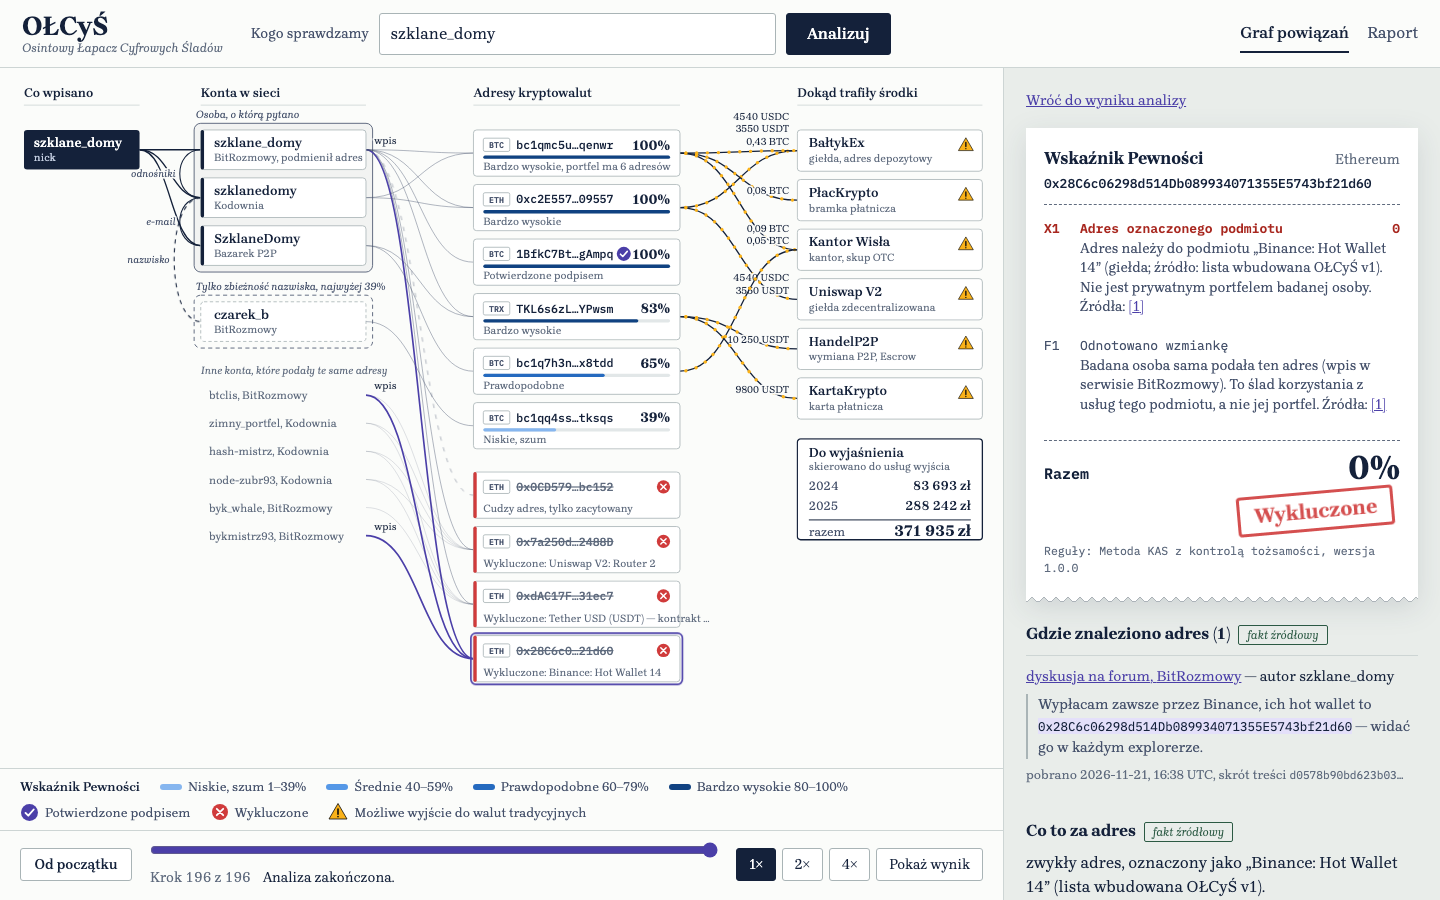 OŁCyŚ
Osintowy Łapacz Cyfrowych Śladów
Kogo sprawdzamy
szklane_domy
Analizuj
Graf powiązań
Raport
Co wpisano
szklane_domy
nick
Konta w sieci
Osoba, o którą pytano
szklane_domy
BitRozmowy, podmienił adres
szklanedomy
Kodownia
SzklaneDomy
Bazarek P2P
odnośniki
e-mail
nazwisko
wpis
Tylko zbieżność nazwiska, najwyżej 39%
czarek_b
BitRozmowy
Inne konta, które podały te same adresy
wpis
btclis, BitRozmowy
zimny_portfel, Kodownia
hash-mistrz, Kodownia
node-zubr93, Kodownia
byk_whale, BitRozmowy
wpis
bykmistrz93, BitRozmowy
Adresy kryptowalut
BTC bc1qmc5u…qenwr 100%
Bardzo wysokie, portfel ma 6 adresów
ETH 0xc2E557…09557 100%
Bardzo wysokie
BTC 1BfkC7Bt…gAmpq 100%
Potwierdzone podpisem
TRX TKL6s6zL…YPwsm 83%
Bardzo wysokie
BTC bc1q7h3n…x8tdd 65%
Prawdopodobne
BTC bc1qq4ss…tksqs 39%
Niskie, szum
ETH 0x0CD579…bc152
Cudzy adres, tylko zacytowany
ETH 0x7a250d…2488D
Wykluczone: Uniswap V2: Router 2
ETH 0xdAC17F…31ec7
Wykluczone: Tether USD (USDT) — kontrakt …
ETH 0x28C6c0…21d60
Wykluczone: Binance: Hot Wallet 14
Dokąd trafiły środki
4540 USDC
3550 USDT
0,43 BTC
0,08 BTC
0,09 BTC
0,05 BTC
4540 USDC
3560 USDT
10 250 USDT
9800 USDT
BałtykEx
giełda, adres depozytowy
PłacKrypto
bramka płatnicza
Kantor Wisła
kantor, skup OTC
Uniswap V2
giełda zdecentralizowana
HandelP2P
wymiana P2P, Escrow
KartaKrypto
karta płatnicza
Do wyjaśnienia
skierowano do usług wyjścia
2024 83 693 zł
2025 288 242 zł
razem 371 935 zł
Wskaźnik Pewności
Niskie, szum 1–39%
Średnie 40–59%
Prawdopodobne 60–79%
Bardzo wysokie 80–100%
Potwierdzone podpisem
Wykluczone
Możliwe wyjście do walut tradycyjnych
Od początku
Krok 196 z 196 Analiza zakończona.
1×
2×
4×
Pokaż wynik
Wróć do wyniku analizy
Wskaźnik Pewności Ethereum
0x28C6c06298d514Db089934071355E5743bf21d60
X1 Adres oznaczonego podmiotu 0
Adres należy do podmiotu „Binance: Hot Wallet
14” (giełda; źródło: lista wbudowana OŁCyŚ v1).
Nie jest prywatnym portfelem badanej osoby.
Źródła: [1]
F1 Odnotowano wzmiankę
Badana osoba sama podała ten adres (wpis w
serwisie BitRozmowy). To ślad korzystania z
usług tego podmiotu, a nie jej portfel. Źródła: [1]
Razem 0%
Wykluczone
Reguły: Metoda KAS z kontrolą tożsamości, wersja
1.0.0
Gdzie znaleziono adres (1) fakt źródłowy
dyskusja na forum, BitRozmowy — autor szklane_domy
Wypłacam zawsze przez Binance, ich hot wallet to
0x28C6c06298d514Db089934071355E5743bf21d60 — widać
go w każdym explorerze.
pobrano 2026-11-21, 16:38 UTC, skrót treści d0578b90bd623b03…
Co to za adres fakt źródłowy
zwykły adres, oznaczony jako „Binance: Hot Wallet
14” (lista wbudowana OŁCyŚ v1).